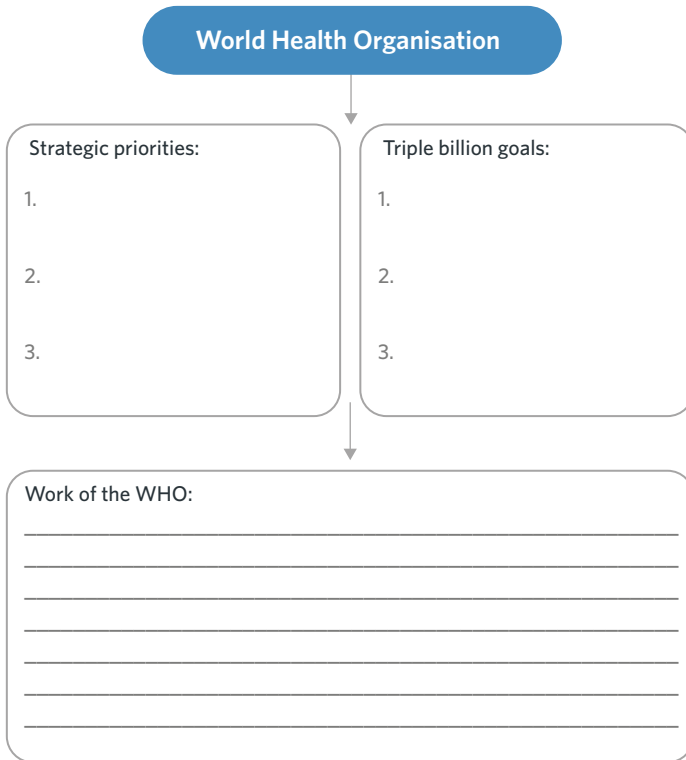 World Health Organisation
Strategic priorities:
1.
2.
3.
Triple billion goals:
1.
2.
3.
Work of the WHO: